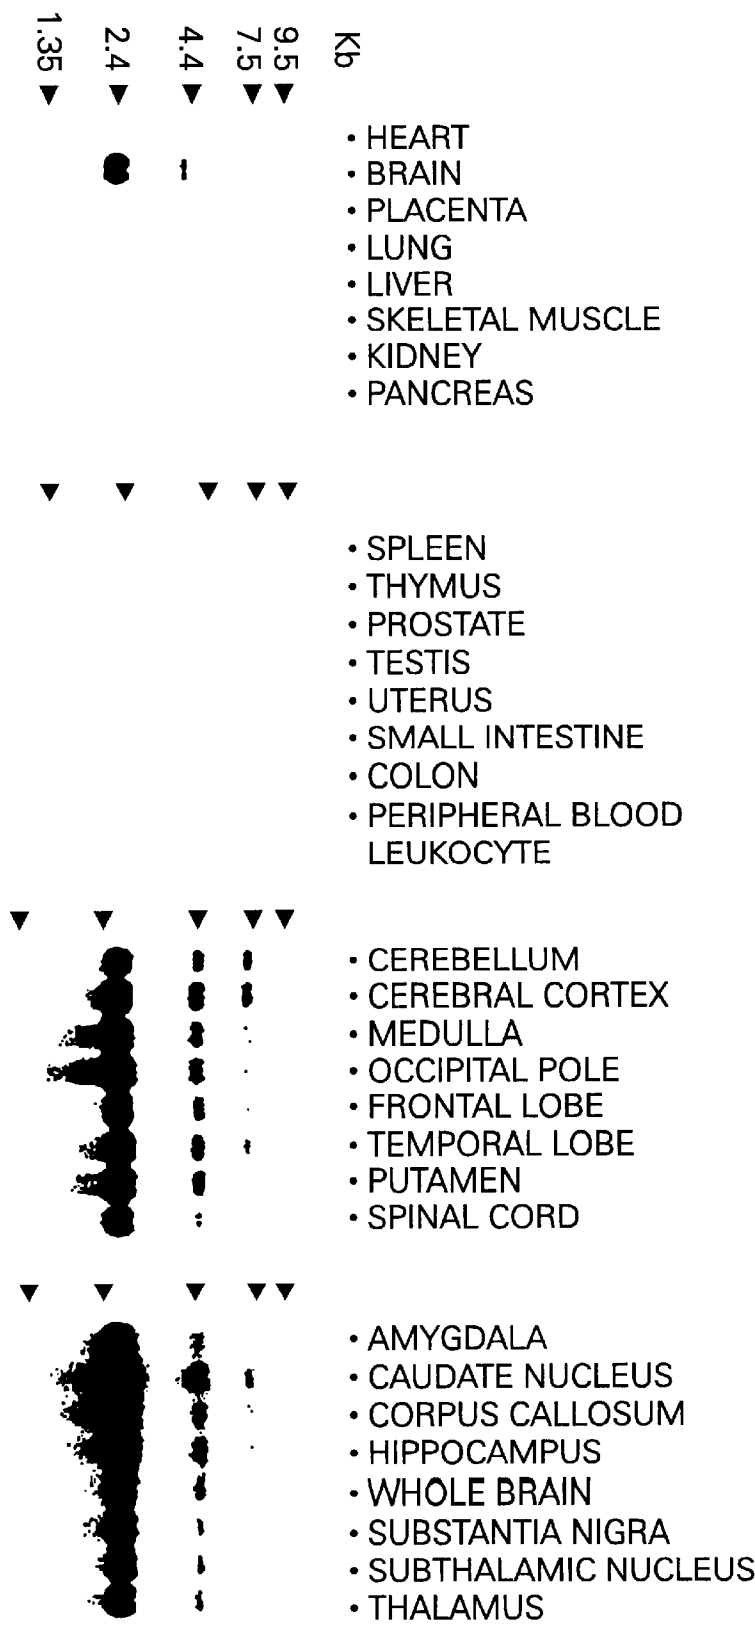 Kb
9.5
7.5
4.4
2.4
1.35
• HEART
• BRAIN
• PLACENTA
• LUNG
• LIVER
• SKELETAL MUSCLE
• KIDNEY
• PANCREAS
• SPLEEN
• THYMUS
• PROSTATE
• TESTIS
• UTERUS
• SMALL INTESTINE
• COLON
• PERIPHERAL BLOOD
LEUKOCYTE
• CEREBELLUM
• CEREBRAL CORTEX
• MEDULLA
• OCCIPITAL POLE
• FRONTAL LOBE
• TEMPORAL LOBE
• PUTAMEN
• SPINAL CORD
• AMYGDALA
• CAUDATE NUCLEUS
• CORPUS CALLOSUM
• HIPPOCAMPUS
• WHOLE BRAIN
• SUBSTANTIA NIGRA
• SUBTHALAMIC NUCLEUS
• THALAMUS